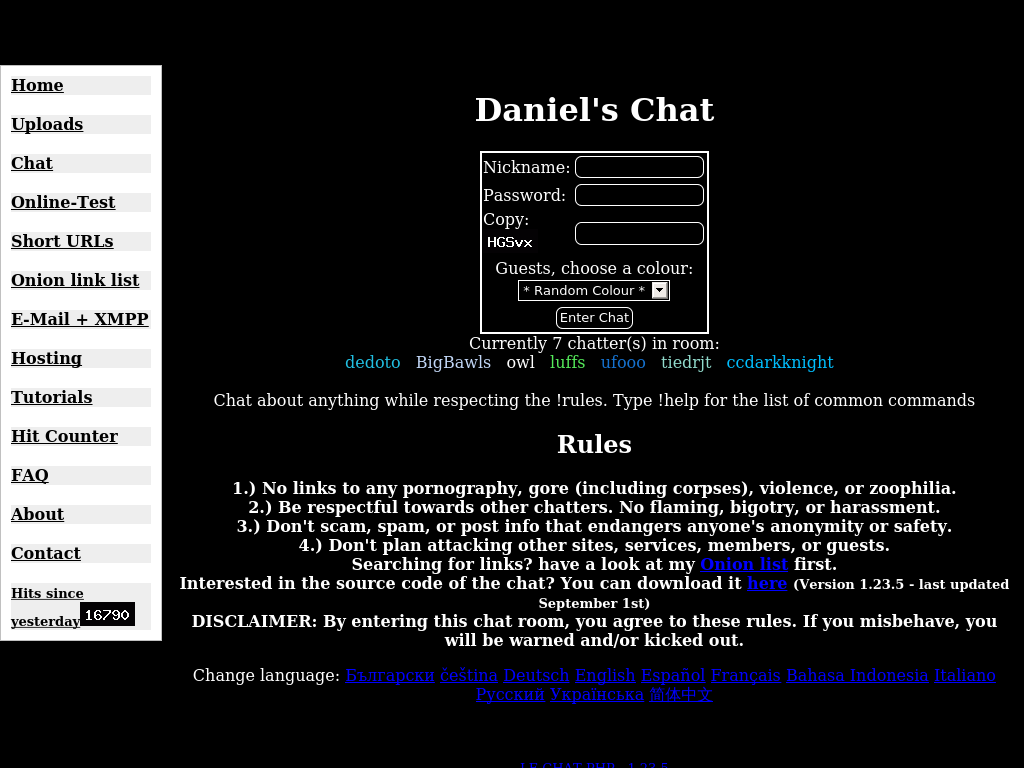 Home
Uploads
Chat
Online-Test
Short URLs
Onion link list
E-Mail + XMPP
Hosting
Tutorials
Hit Counter
FAQ
About
Contact
Hits since
yesterday 16790
Daniel's Chat
Nickname:
Password:
Copy:
HGSvx
Guests, choose a colour:
* Random Colour *
Enter Chat
Currently 7 chatter(s) in room:
dedoto BigBawls owl luffs ufooo tiedrjt ccdarkknight
Chat about anything while respecting the !rules. Type !help for the list of common commands
Rules
1.) No links to any pornography, gore (including corpses), violence, or zoophilia.
2.) Be respectful towards other chatters. No flaming, bigotry, or harassment.
3.) Don't scam, spam, or post info that endangers anyone's anonymity or safety.
4.) Don't plan attacking other sites, services, members, or guests.
Searching for links? have a look at my Onion list first.
Interested in the source code of the chat? You can download it here (Version 1.23.5 - last updated
September 1st)
DISCLAIMER: By entering this chat room, you agree to these rules. If you misbehave, you
will be warned and/or kicked out.
Change language: Български čeština Deutsch English Español Français Bahasa Indonesia Italiano
Русский Українська 简体中文
LE CHAT-PHP - 1.23.5